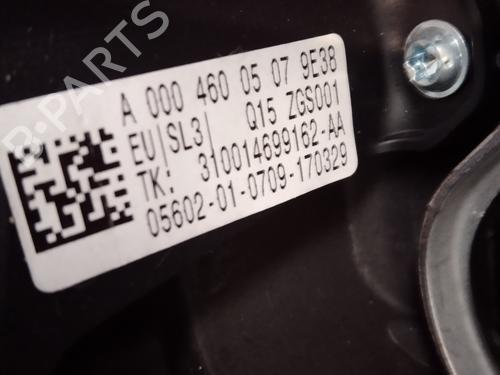 A 000 460 05 07 9E38
EU|SL3| Q15 ZGS001
TK: 310014699162-AA
05602-01-0709-170329
B-PARTS